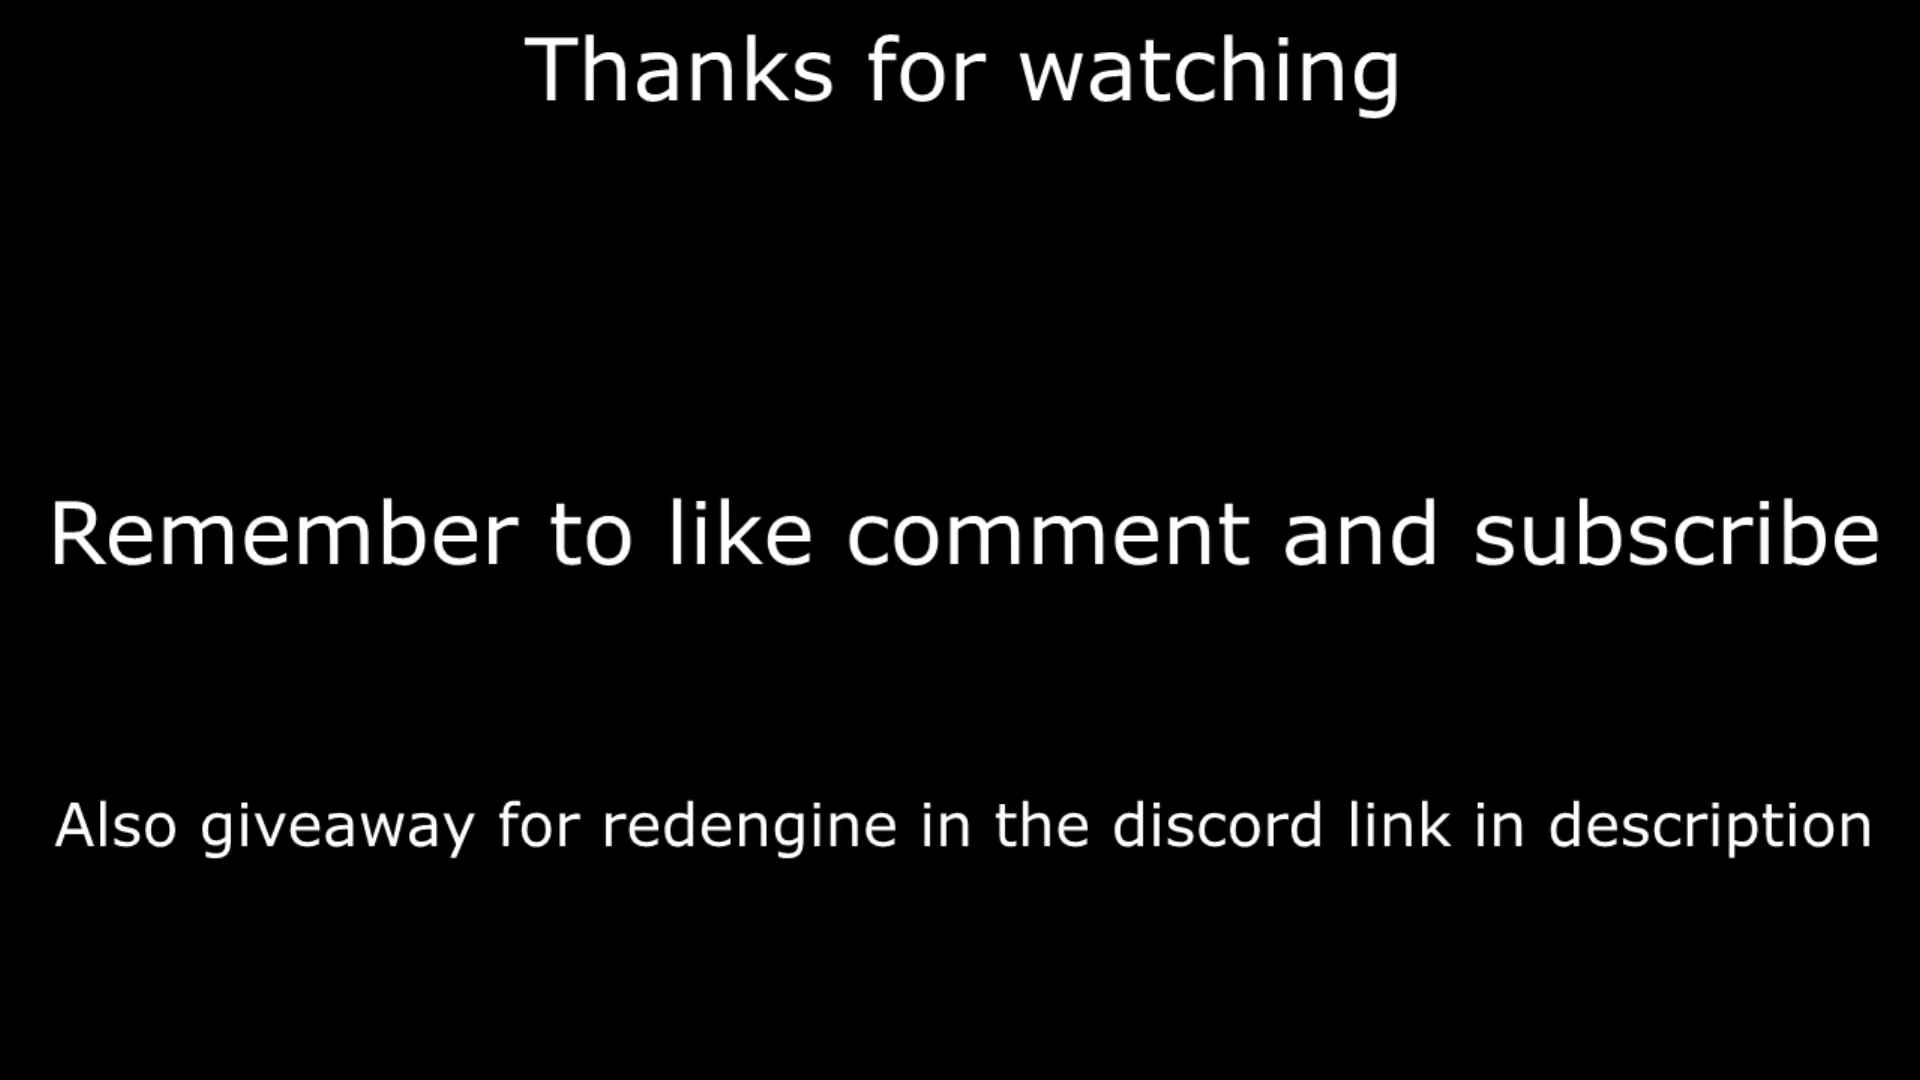 Thanks for watching
Remember to like comment and subscribe
Also giveaway for redengine in the discord link in description